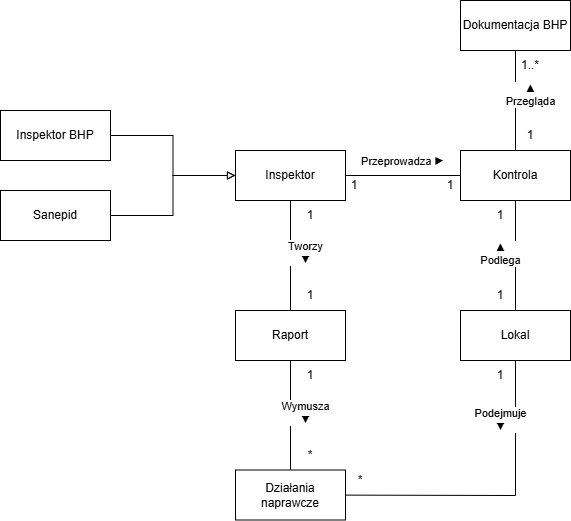 Dokumentacja BHP
1..*
▲
Przegląda
1
Inspektor BHP
Sanepid
Inspektor
Przeprowadza ►
1
1
Kontrola
1
Tworzy
▼
1
1
▲
Podlega
1
Raport
Lokal
1
Wymusza
▼
*
1
Podejmuje
▼
*
Działania
naprawcze